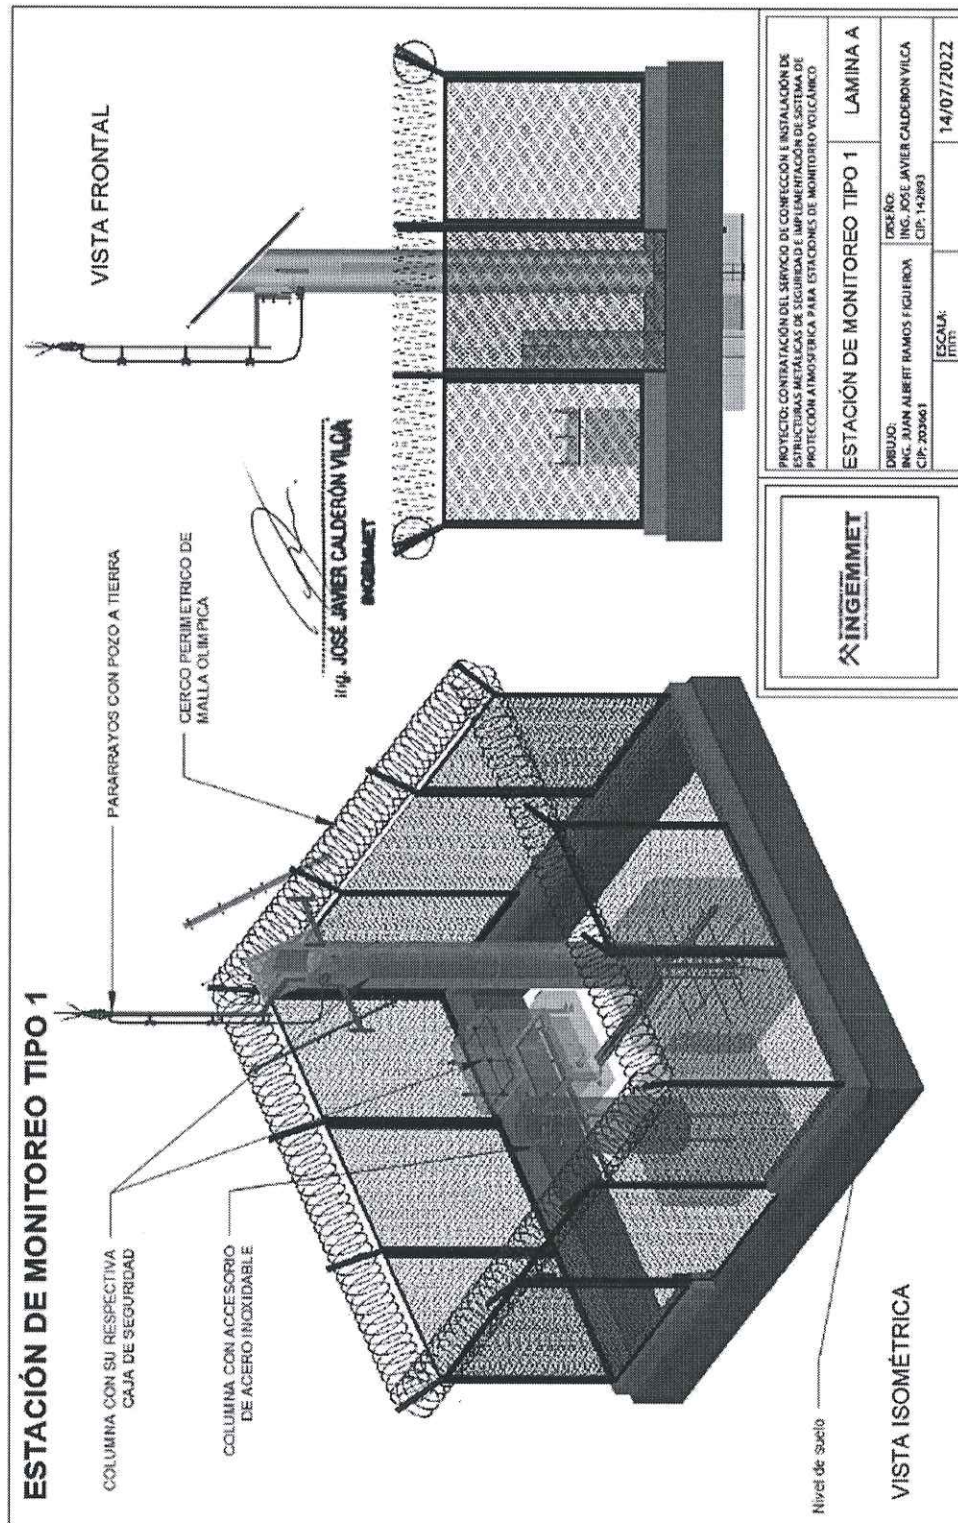 ESTACIÓN DE MONITOREO TIPO 1
COLUMNA CON SU RESPECTIVA
CAJA DE SEGURIDAD
COLUMNA CON ACCESORIO
DE ACERO INOXIDABLE
PARARRAYOS CON POZO A TIERRA
CERCO PERIMETRICO DE
MALLA OLIMPICA
Nivel de suelo
VISTA ISOMÉTRICA
VISTA FRONTAL
Ing. JOSÉ JAVIER CALDERÓN VILCA
INGEMMET
INGEMMET
PROYECTO: CONTRATACIÓN DEL SERVICIO DE CONFECCIÓN E INSTALACIÓN DE
ESTRUCTURAS METÁLICAS DE SEGURIDAD E IMPLEMENTACIÓN DE SISTEMA DE
PROTECCIÓN ATMOSFERICA PARA ESTACIONES DE MONITOREO VOLCÁNICO
ESTACIÓN DE MONITOREO TIPO 1
LAMINA A
DIBUJO:
ING. JUAN ALBERT RAMOS FIGUEROA
CIP: 203661
DISEÑO:
ING. JOSE JAVIER CALDERON VILCA
CIP: 142893
ESCALA:
mm
14/07/2022